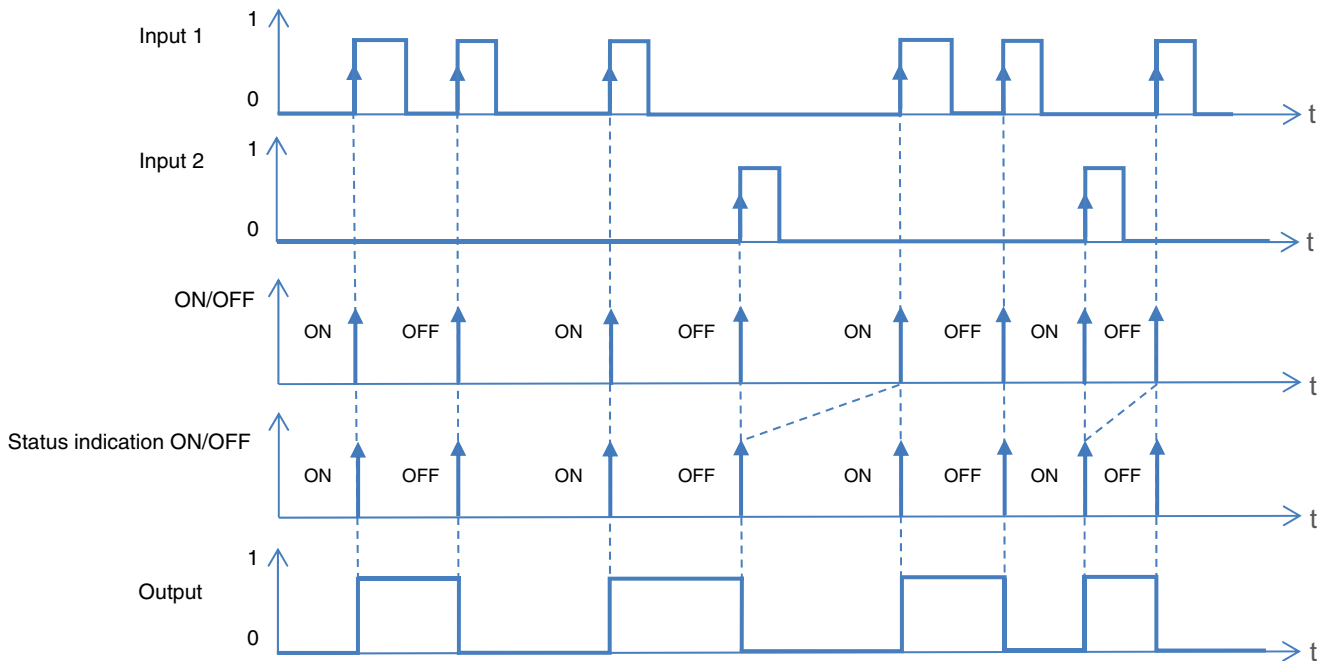 1
Input 1
0
t
1
Input 2
0
t
ON/OFF
ON OFF ON OFF ON OFF ON OFF
t
Status indication ON/OFF
ON OFF ON OFF ON OFF ON OFF
t
1
Output
0
t